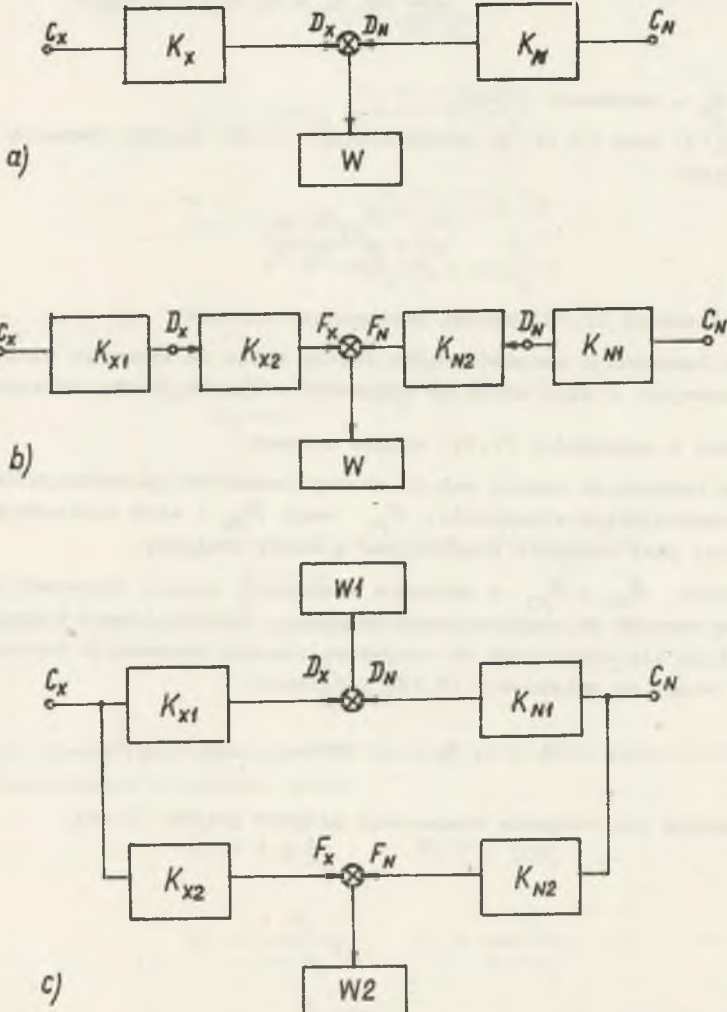 C_X K_X D_X D_N K_N C_N
W
a)
C_X K_X1 D_X K_X2 F_X F_N K_N2 D_N K_N1 C_N
W
b)
W1
C_X K_X1 D_X D_N K_N1 C_N
K_X2 F_X F_N K_N2
W2
c)